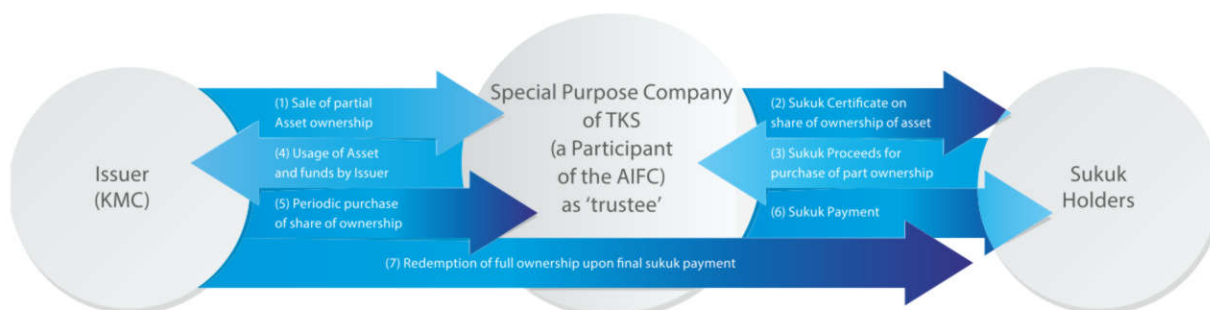 Issuer
(KMC)
(1) Sale of partial
Asset ownership
(4) Usage of Asset
and funds by Issuer
(5) Periodic purchase
of share of ownership
Special Purpose Company
of TKS
(a Participant
of the AIFC)
as ‘trustee’
(2) Sukuk Certificate on
share of ownership of asset
(3) Sukuk Proceeds for
purchase of part ownership
(6) Sukuk Payment
Sukuk
Holders
(7) Redemption of full ownership upon final sukuk payment